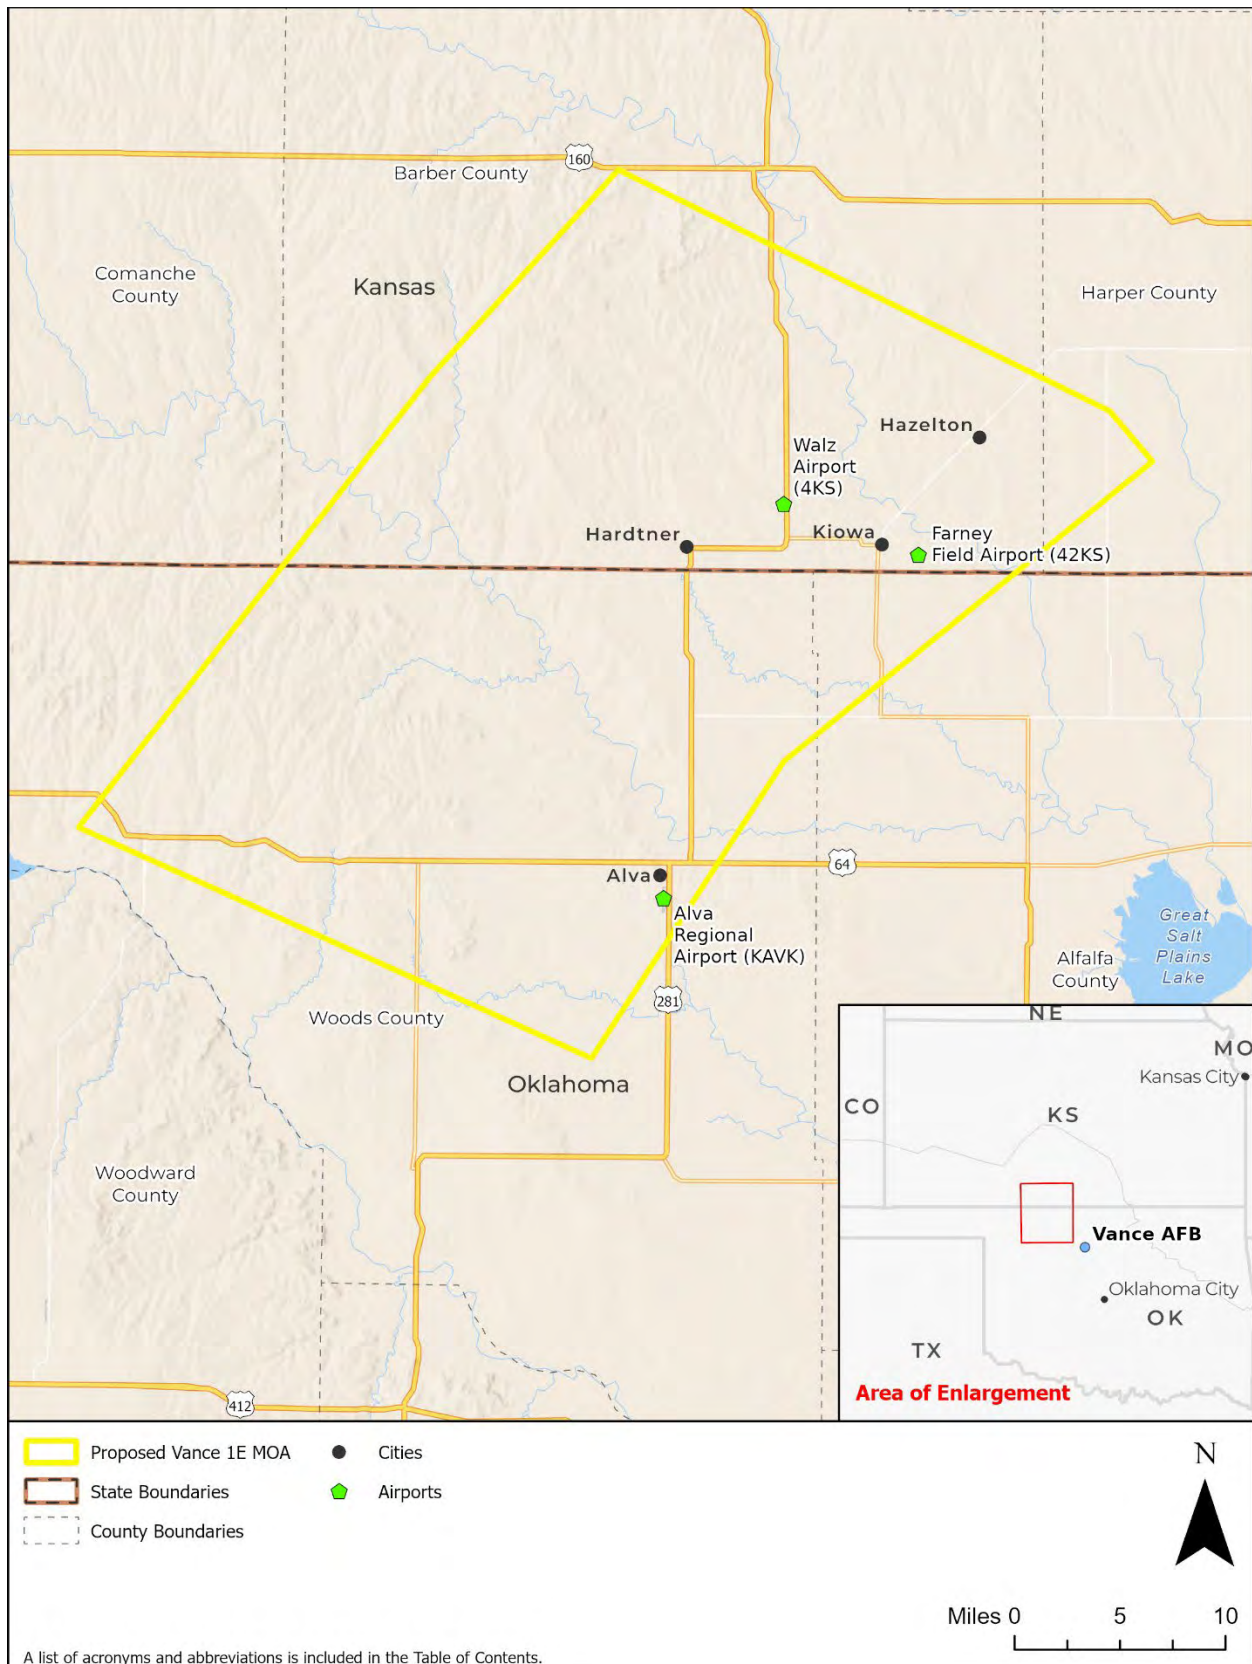 160
Barber County
Comanche
County
Kansas
Harper County
Hazelton
Walz
Airport
(4KS)
Hardtner
Kiowa
Farney
Field Airport (42KS)
64
Alva
Alva
Regional
Airport (KAVK)
Great
Salt
Plains
Lake
Alfalfa
County
281
Woods County
Oklahoma
Woodward
County
412
NE
MO
Kansas City
CO
KS
Vance AFB
Oklahoma City
OK
TX
Area of Enlargement
Proposed Vance 1E MOA
Cities
State Boundaries
Airports
County Boundaries
N
Miles 0 5 10
A list of acronyms and abbreviations is included in the Table of Contents.